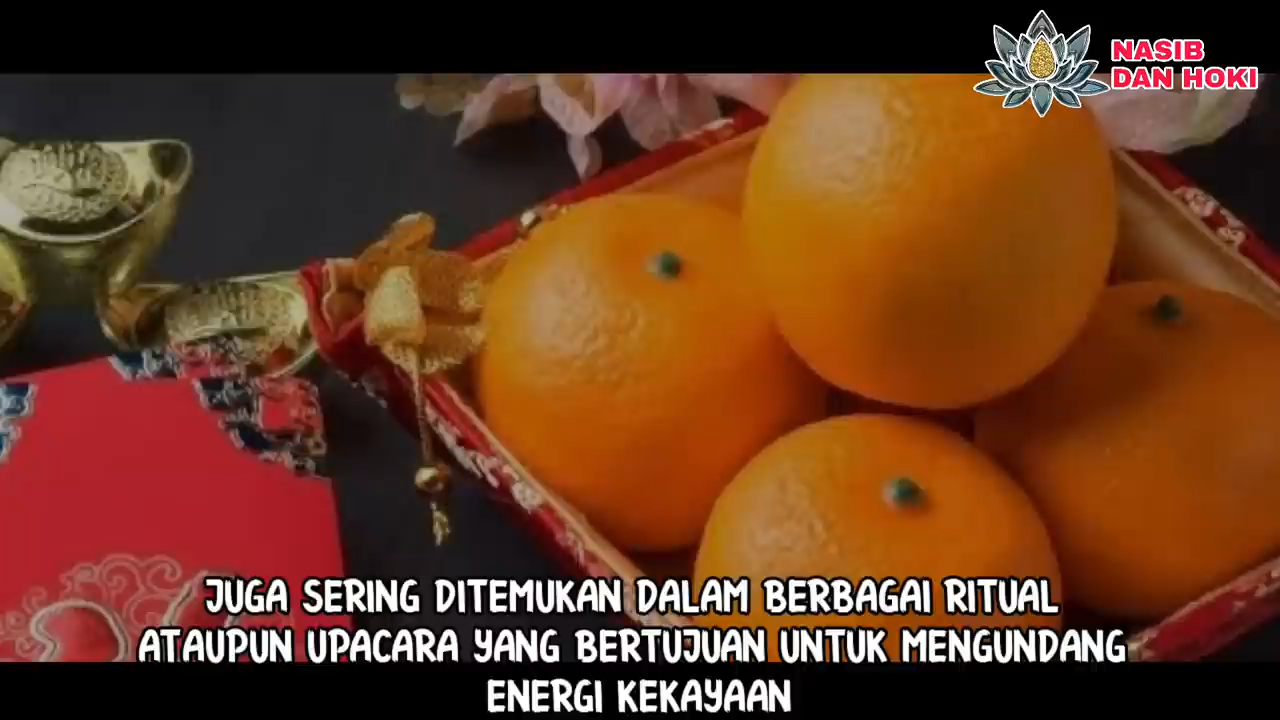 NASIB
DAN HOKI
JUGA SERING DITEMUKAN DALAM BERBAGAI RITUAL
ATAUPUN UPACARA YANG BERTUJUAN UNTUK MENGUNDANG
ENERGI KEKAYAAN